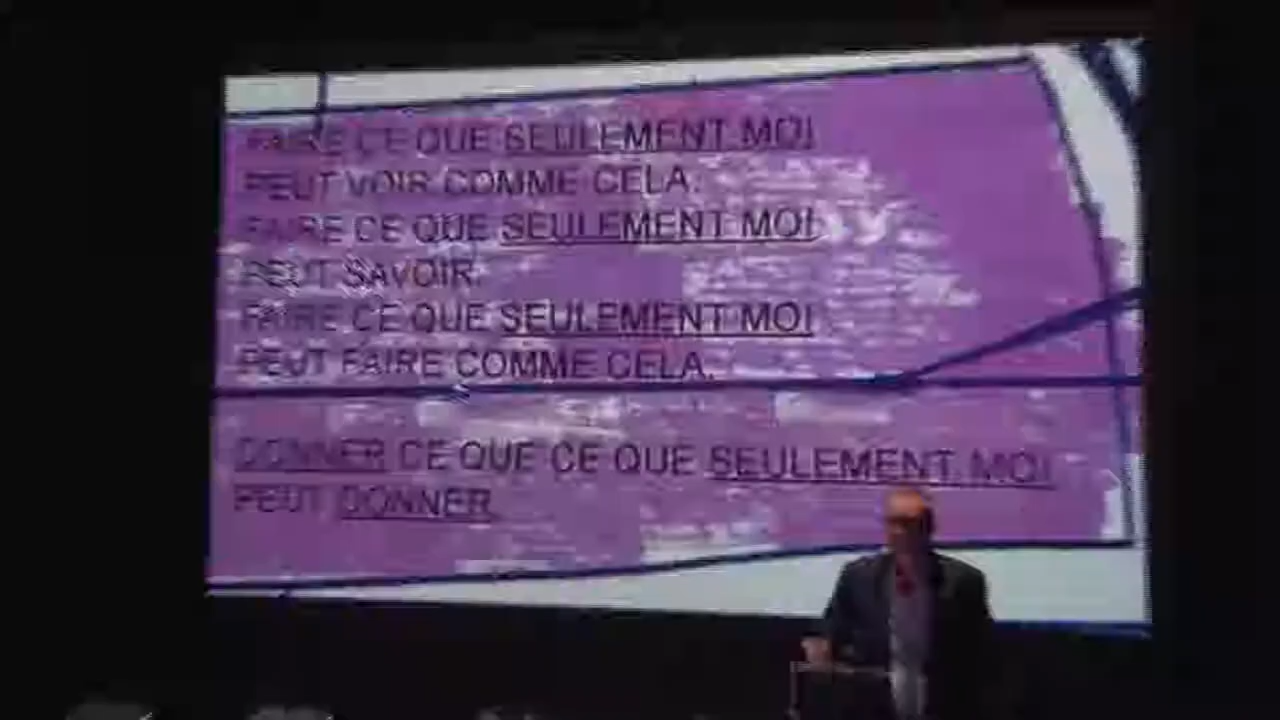 FAIRE CE QUE SEULEMENT MOI
PEUT VOIR COMME CELA.
FAIRE CE QUE SEULEMENT MOI
PEUT SAVOIR.
FAIRE CE QUE SEULEMENT MOI
PEUT FAIRE COMME CELA.
DONNER CE QUE CE QUE SEULEMENT MOI
PEUT DONNER.